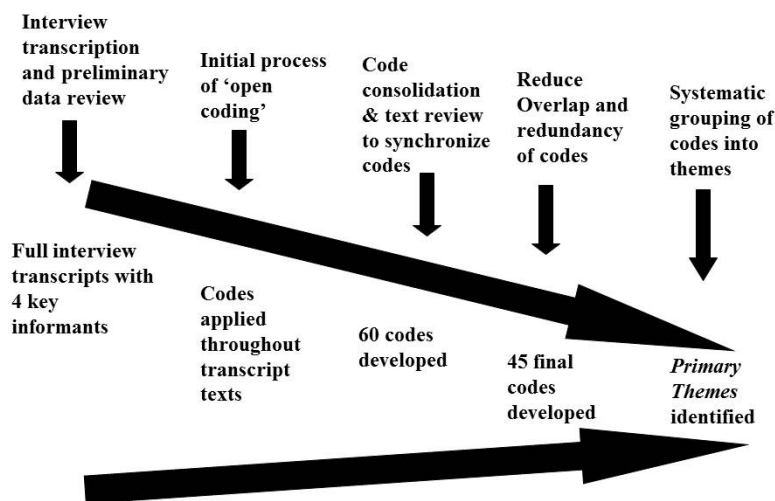 Interview
transcription
and preliminary
data review
Initial process
of ‘open
coding’
Code
consolidation
& text review
to synchronize
codes
Reduce
Overlap and
redundancy
of codes
Systematic
grouping of
codes into
themes
Full interview
transcripts with
4 key
informants
Codes
applied
throughout
transcript
texts
60 codes
developed
45 final
codes
developed
Primary
Themes
identified